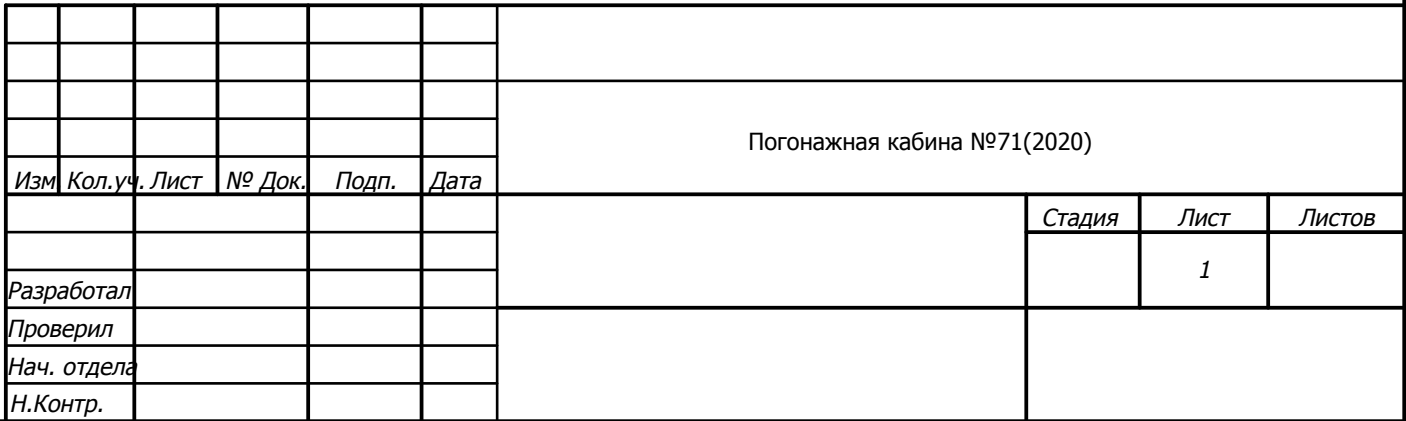 Погонажная кабина №71(2020)
Изм Кол.уч. Лист № Док. Подп. Дата
Стадия Лист Листов
1
Разработал
Проверил
Нач. отдела
Н.Контр.